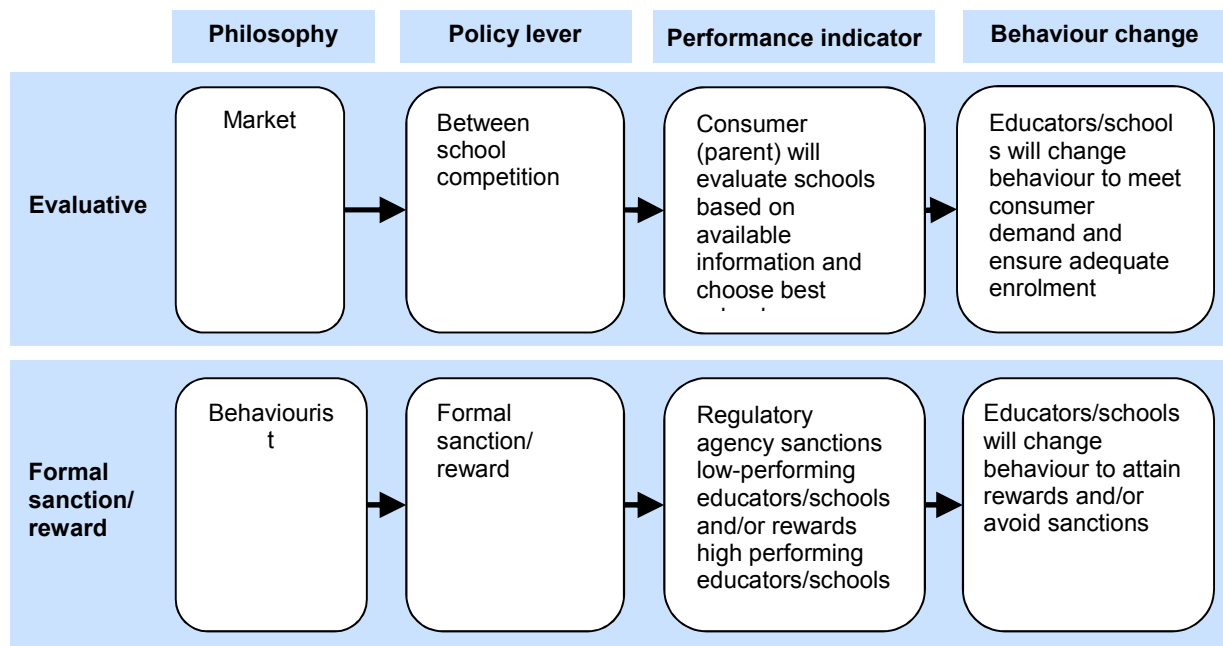 Philosophy
Policy lever
Performance indicator
Behaviour change
Evaluative
Market
Between
school
competition
Consumer
(parent) will
evaluate schools
based on
available
information and
choose best
Educators/school
s will change
behaviour to meet
consumer
demand and
ensure adequate
enrolment
Formal
sanction/
reward
Behaviouris
t
Formal
sanction/
reward
Regulatory
agency sanctions
low-performing
educators/schools
and/or rewards
high performing
educators/schools
Educators/schools
will change
behaviour to attain
rewards and/or
avoid sanctions